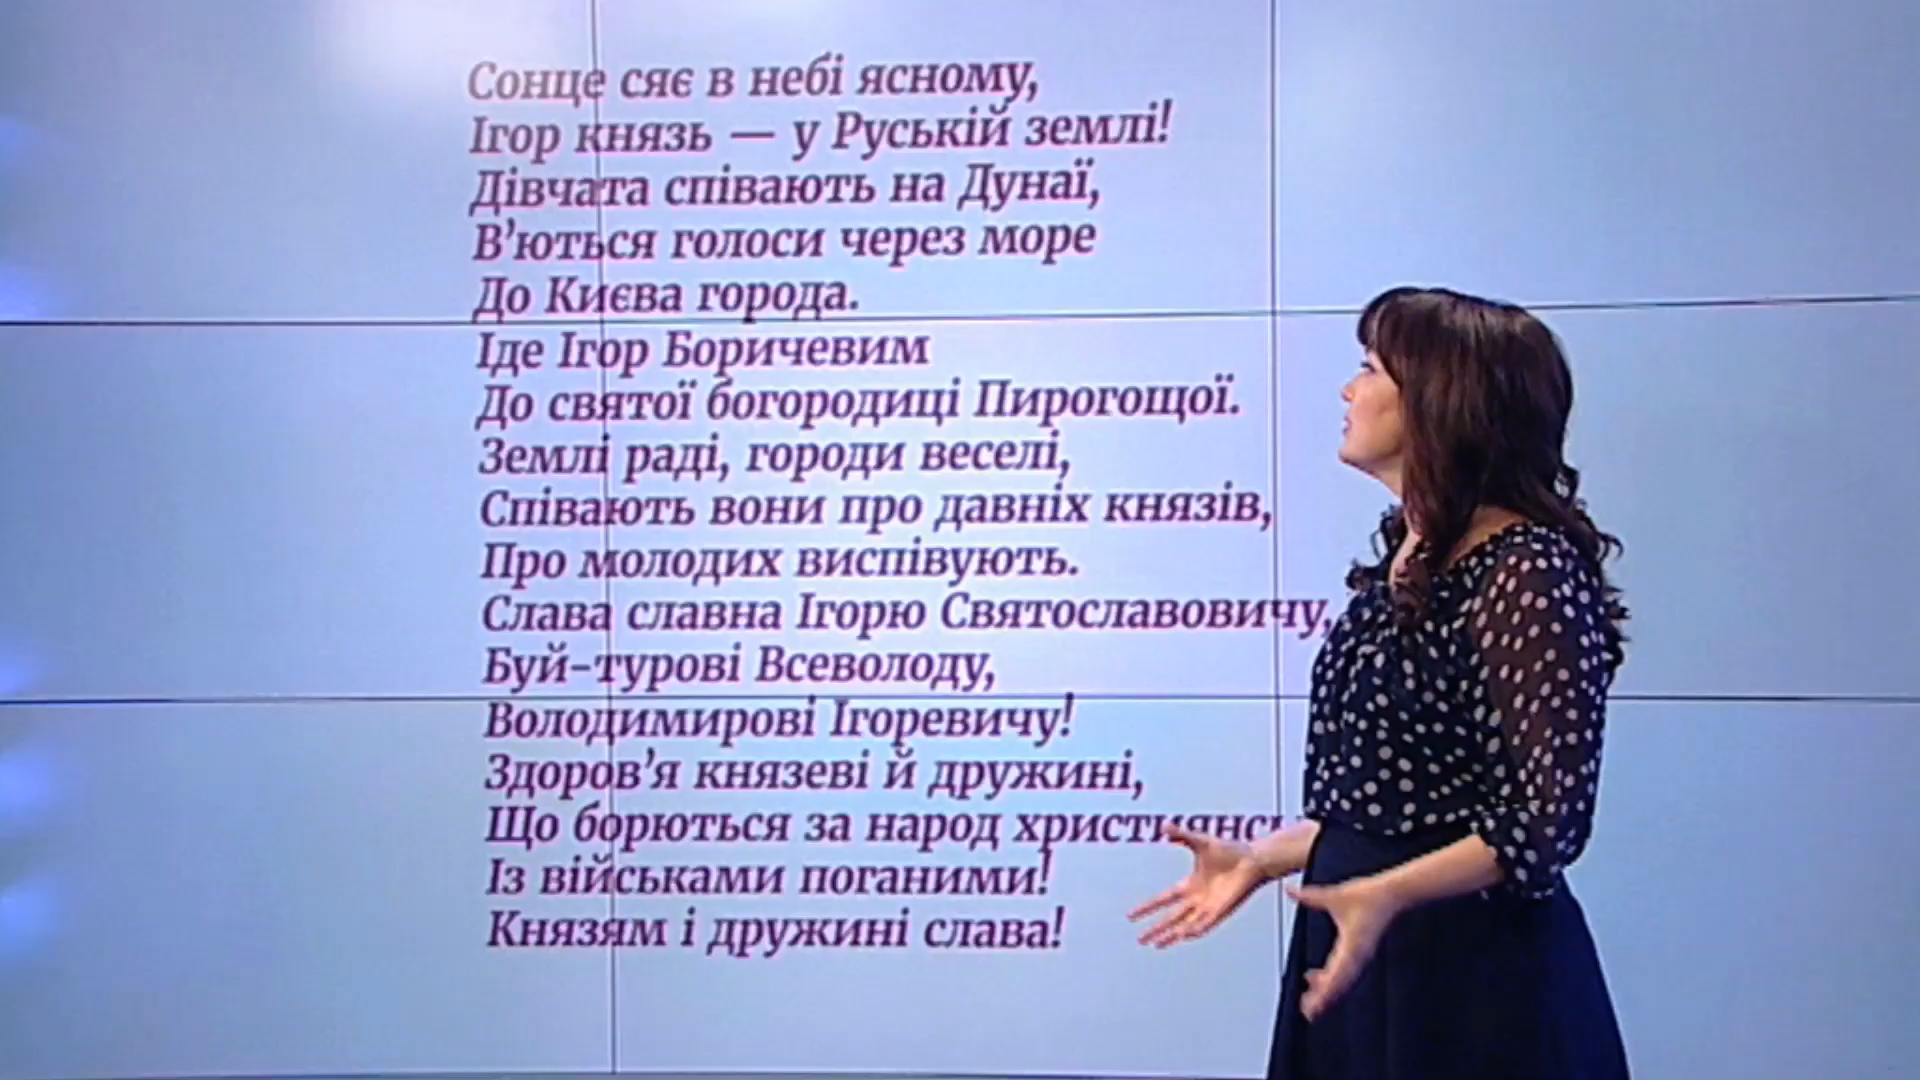 Сонце сяє в небі ясному,
Ігор князь — у Руській землі!
Дівчата співають на Дунаї,
В’ються голоси через море
До Києва города.
Іде Ігор Боричевим
До святої богородиці Пирогощої.
Землі раді, городи веселі,
Співають вони про давніх князів,
Про молодих виспівують.
Слава славна Ігорю Святославовичу,
Буй-турові Всеволоду,
Володимирові Ігоревичу!
Здоров’я князеві й дружині,
Що борються за народ
Із військами поганими!
Князям і дружині слава!